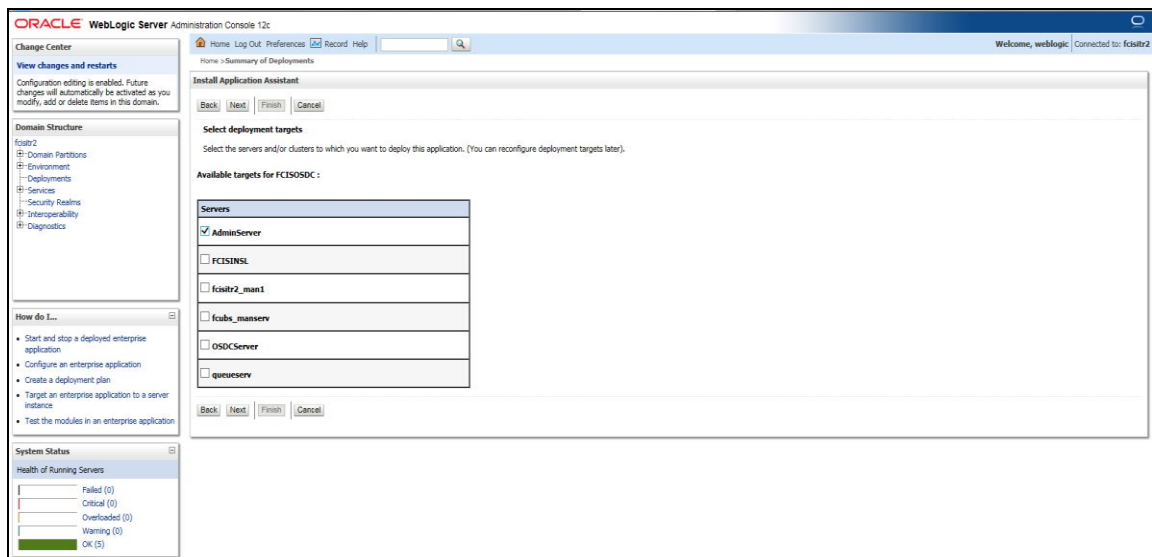 ORACLE WebLogic Server Administration Console 12c
Change Center
View changes and restarts
Configuration editing is enabled. Future
changes will automatically be activated as you
modify, add or delete items in this domain.
Domain Structure
fcisitr2
Domain Partitions
Environment
Deployments
Services
Security Realms
Interoperability
Diagnostics
How do I...
Start and stop a deployed enterprise
application
Configure an enterprise application
Create a deployment plan
Target an enterprise application to a server
instance
Test the modules in an enterprise application
System Status
Health of Running Servers
Failed (0)
Critical (0)
Overloaded (0)
Warning (0)
OK (5)
Home Log Out Preferences Record Help
Welcome, weblogic Connected to: fcisitr2
Home >Summary of Deployments
Install Application Assistant
Back Next Finish Cancel
Select deployment targets
Select the servers and/or clusters to which you want to deploy this application. (You can reconfigure deployment targets later).
Available targets for FCISOSDC :
Servers
AdminServer
FCISINSL
fcisitr2_man1
fcubs_manserv
OSDCServer
queueserv
Back Next Finish Cancel